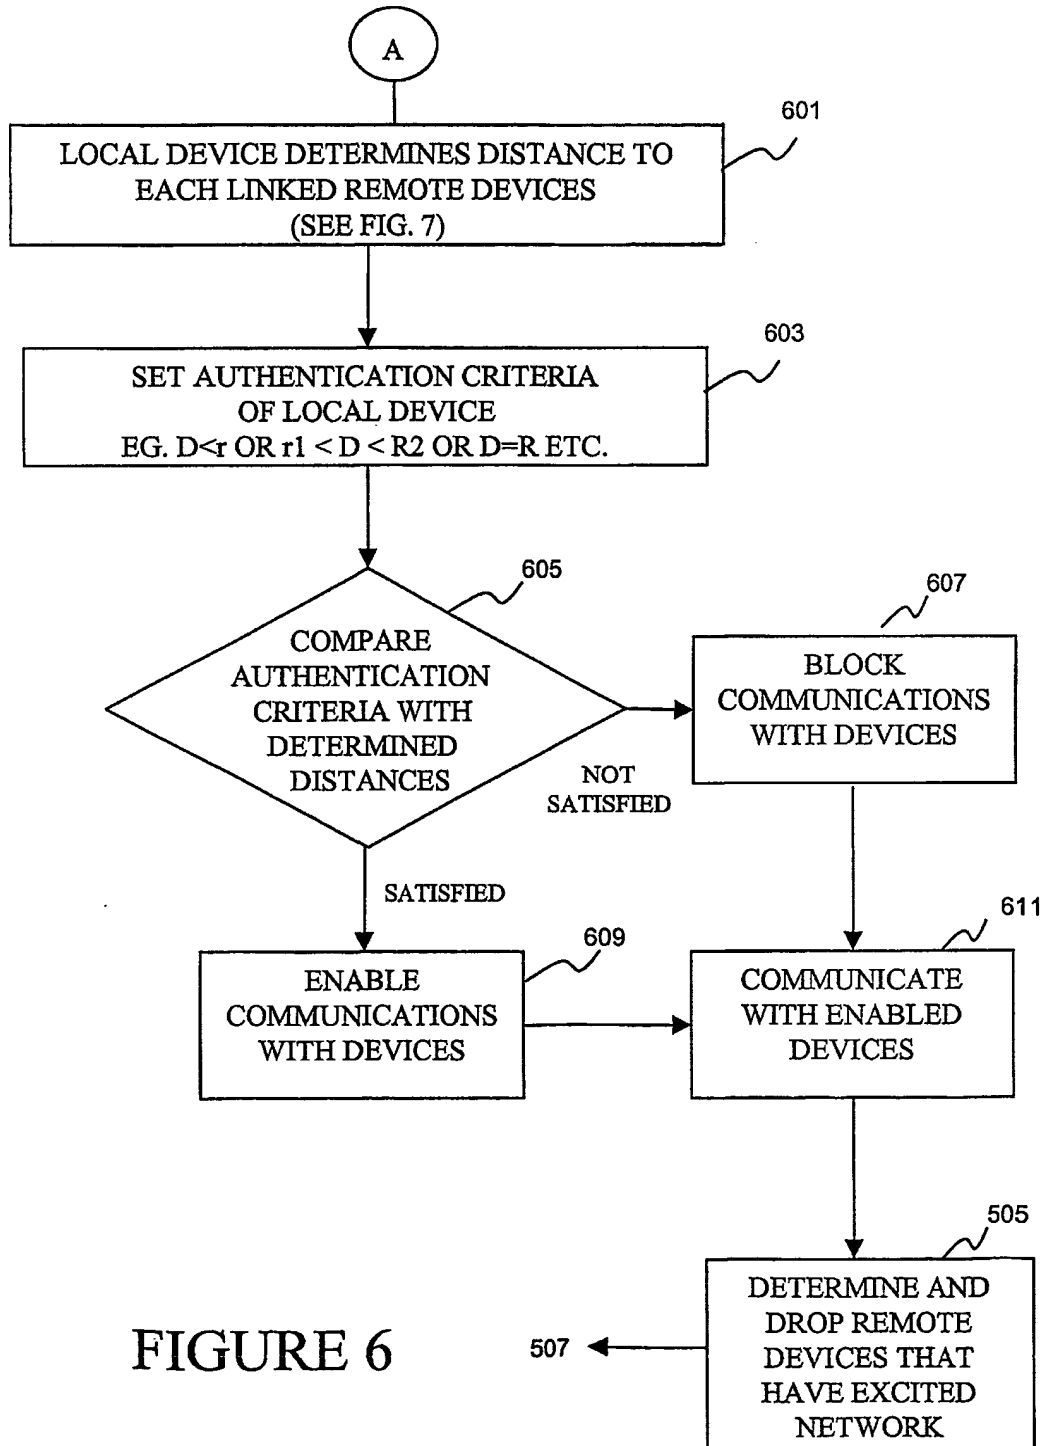 A
601
LOCAL DEVICE DETERMINES DISTANCE TO
EACH LINKED REMOTE DEVICES
(SEE FIG. 7)
603
SET AUTHENTICATION CRITERIA
OF LOCAL DEVICE
EG. D<r OR r1 < D < R2 OR D=R ETC.
605
COMPARE
AUTHENTICATION
CRITERIA WITH
DETERMINED
DISTANCES
NOT
SATISFIED
607
BLOCK
COMMUNICATIONS
WITH DEVICES
SATISFIED
609
ENABLE
COMMUNICATIONS
WITH DEVICES
611
COMMUNICATE
WITH ENABLED
DEVICES
505
DETERMINE AND
DROP REMOTE
DEVICES THAT
HAVE EXCITED
NETWORK
507
FIGURE 6